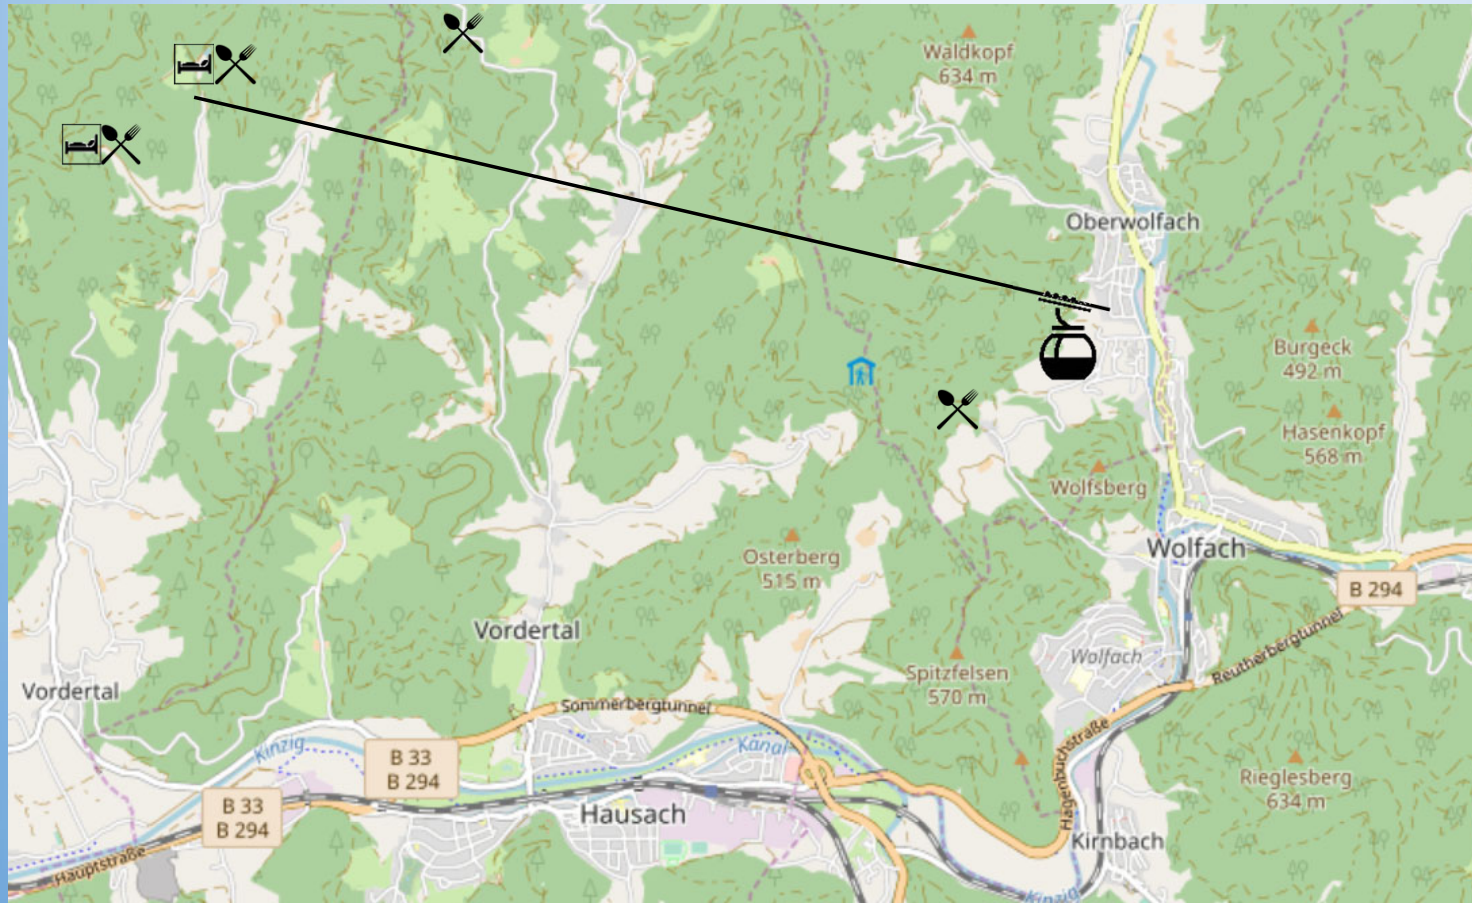 Waldkopf
634 m
Oberwolfach
Burgeck
492 m
Hasenkopf
568 m
Wolfsberg
Wolfach
Osterberg
515 m
B 294
Vordertal
Wolfach
Reutherbergtunnel
Spitzfelsen
570 m
Vordertal
Sommerbergtunnel
Kinzig
Kanal
Hagenbuchstraße
B 33
B 294
Rieglesberg
634 m
B 33
B 294
Hausach
Kirnbach
Hauptstraße
Kinzig